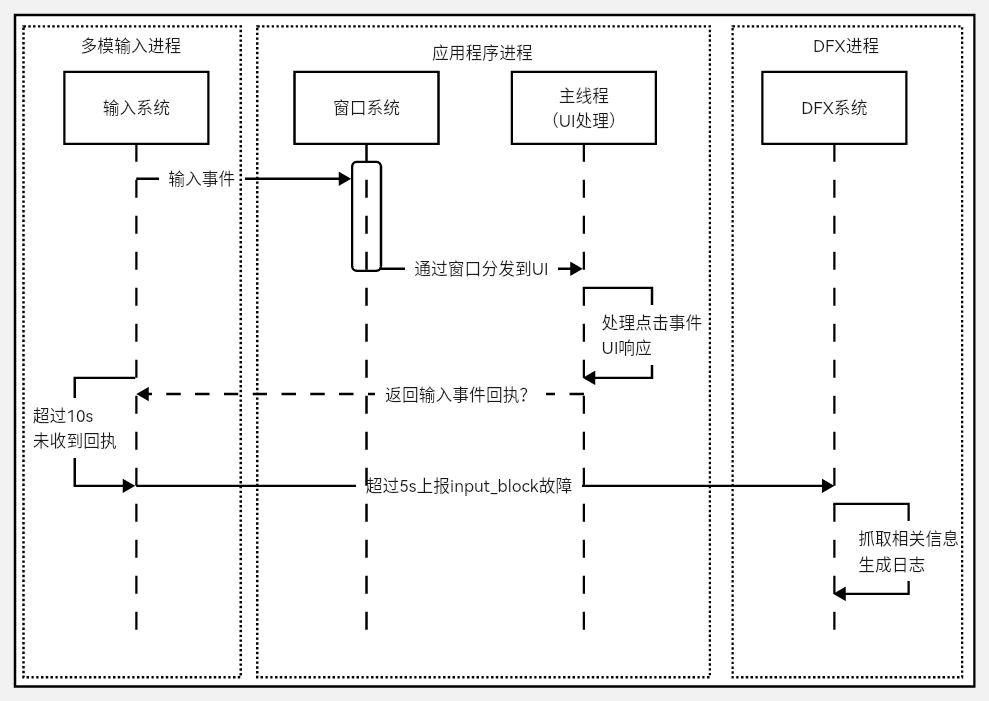 多模输入进程
应用程序进程
DFX进程
输入系统
窗口系统
主线程
（UI处理）
DFX系统
输入事件
通过窗口分发到UI
处理点击事件
UI响应
返回输入事件回执？
超过10s
未收到回执
超过5s上报input_block故障
抓取相关信息
生成日志